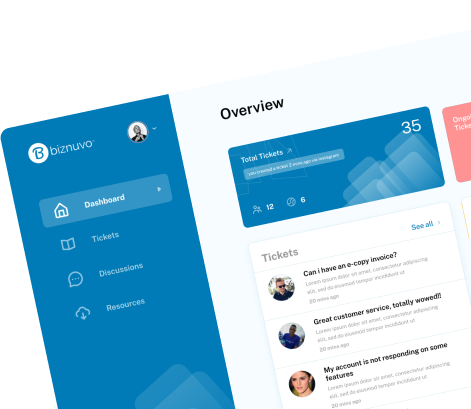 biznuvo
Dashboard
Tickets
Discussions
Resources
Overview
Total Tickets
35
you created a ticket 2 weeks ago via instagram
12
6
Ongoi
Ticke
Tickets
See all
Can i have an e-copy invoice?
Lorem ipsum dolor sit amet, consectetur adipiscing
elit, sed do eiusmod tempor incididunt ut
20 mins ago
Great customer service, totally wowed!!
Lorem ipsum dolor sit amet, consectetur adipiscing
elit, sed do eiusmod tempor incididunt ut
20 mins ago
My account is not responding on some
features
Lorem ipsum dolor sit amet, consectetur adipiscing
elit, sed do eiusmod tempor incididunt ut
20 mins ago